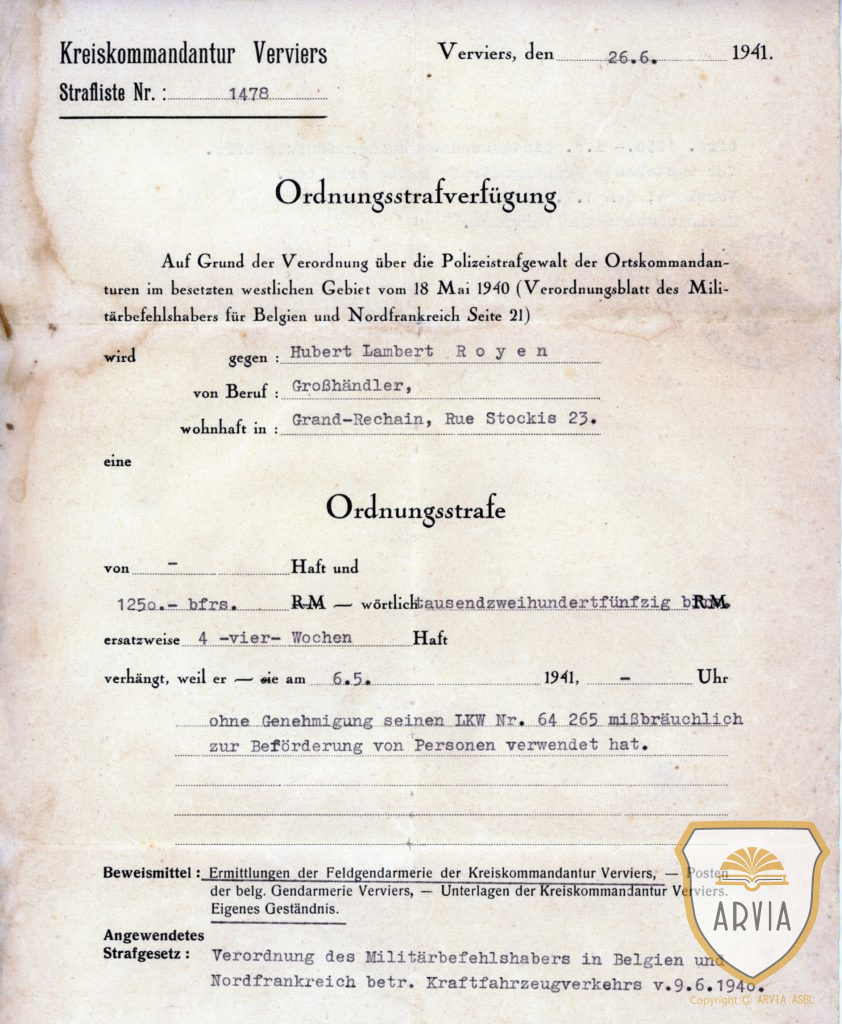 Kreiskommandantur Verviers
Verviers, den 26.6. 1941.
Strafliste Nr. : 1478
Ordnungsstrafverfügung
Auf Grund der Verordnung über die Polizeistrafgewalt der Ortskommandan-
turen im besetzten westlichen Gebiet vom 18 Mai 1940 (Verordnungsblatt des Mili-
tärbefehlshabers für Belgien und Nordfrankreich Seite 21)
wird gegen : Hubert Lambert R o y e n
von Beruf : Großhändler,
wohnhaft in : Grand-Rechain, Rue Stockis 23.
eine
Ordnungsstrafe
von - Haft und
125o.- bfrs. RM — wörtlich tausendzweihundertfünfzig bfrs. RM
ersatzweise 4 -vier- Wochen Haft
verhängt, weil er — sie am 6.5. 1941, - Uhr
ohne Genehmigung seinen LKW Nr. 64 265 mißbräuchlich
zur Beförderung von Personen verwendet hat.
Beweismittel : Ermittlungen der Feldgendarmerie der Kreiskommandantur Verviers, — Posten
der belg. Gendarmerie Verviers, — Unterlagen der Kreiskommandantur Verviers.
Eigenes Geständnis.
Angewendetes
Strafgesetz : Verordnung des Militärbefehlshabers in Belgien und
Nordfrankreich betr. Kraftfahrzeugverkehrs v.9.6.194o.
ARVIA
Copyright © ARVIA ASBL